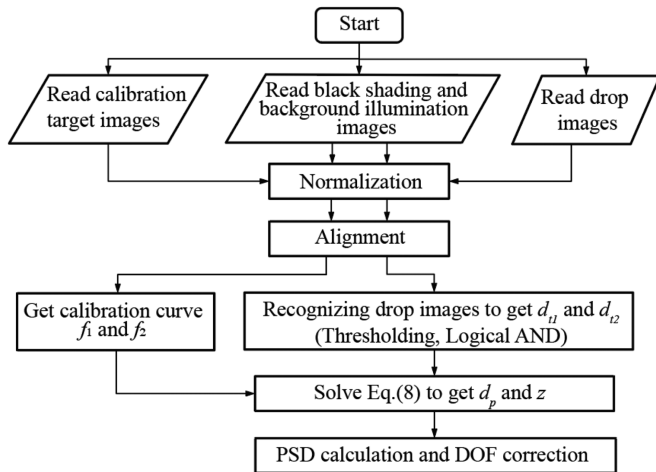 Start
Read calibration
target images
Read black shading and
background illumination
images
Read drop
images
Normalization
Alignment
Get calibration curve
f₁ and f₂
Recognizing drop images to get dₜ₁ and dₜ₂
(Thresholding, Logical AND)
Solve Eq.(8) to get dₚ and z
PSD calculation and DOF correction